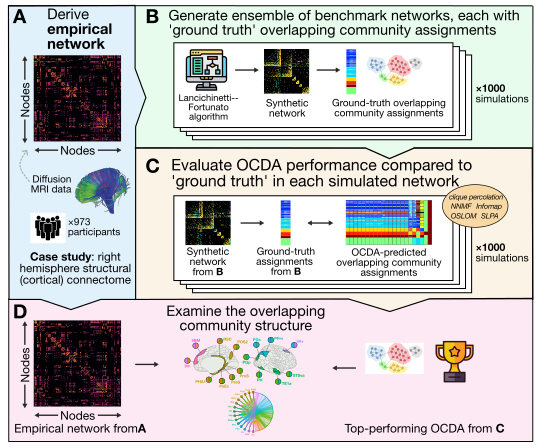 A Derive
empirical
network
Nodes
Nodes
Diffusion
MRI data
×973
participants
Case study: right
hemisphere structural
(cortical) connectome
B Generate ensemble of benchmark networks, each with
'ground truth' overlapping community assignments
Lancichinetti--
Fortunato
algorithm
Synthetic
network
Ground-truth overlapping
community assignments
×1000
simulations
C Evaluate OCDA performance compared to
'ground truth' in each simulated network
clique percolation
NNMF Infomap
OSLOM SLPA
Synthetic
network
from B
Ground-truth
assignments
from B
OCDA-predicted
overlapping community
assignments
×1000
simulations
D Examine the overlapping
community structure
Nodes
Nodes
Empirical network from A
Top-performing OCDA from C